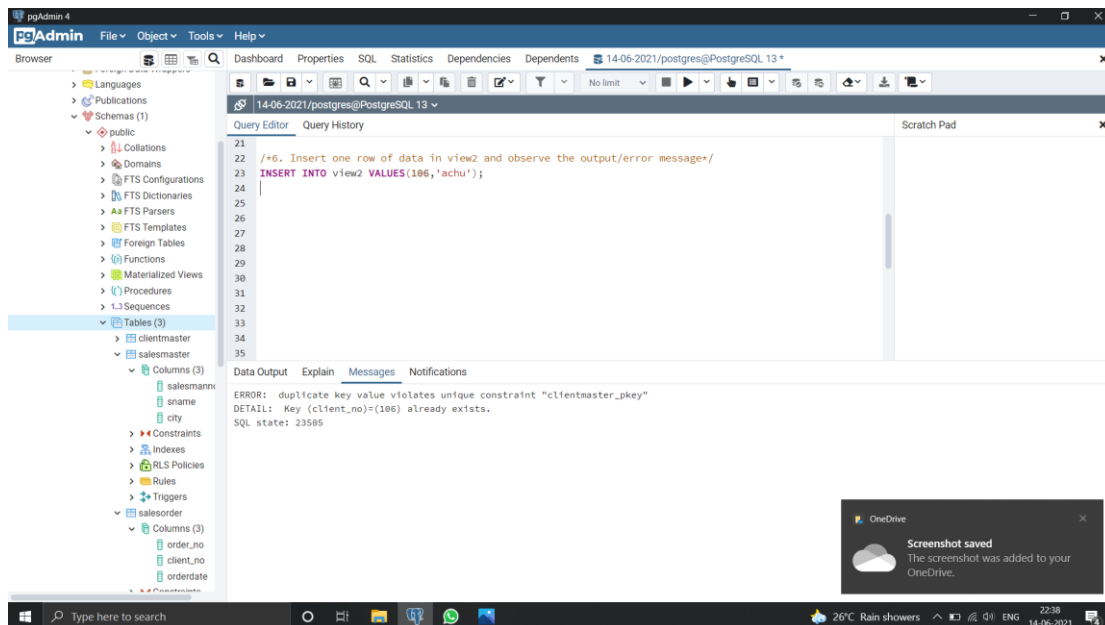 pgAdmin 4
pgAdmin File Object Tools Help
Browser
Dashboard Properties SQL Statistics Dependencies Dependents 14-06-2021/postgres@PostgreSQL 13 *
No limit
14-06-2021/postgres@PostgreSQL 13
Query Editor Query History
Scratch Pad
Languages
Publications
Schemas (1)
public
Collations
Domains
FTS Configurations
FTS Dictionaries
FTS Parsers
FTS Templates
Foreign Tables
Functions
Materialized Views
Procedures
1..3 Sequences
Tables (3)
clientmaster
salesmaster
Columns (3)
salesmann
sname
city
Constraints
Indexes
RLS Policies
Rules
Triggers
salesorder
Columns (3)
order_no
client_no
orderdate
21
22 /*6. Insert one row of data in view2 and observe the output/error message*/
23 INSERT INTO view2 VALUES(106,'achu');
24
25
26
27
28
29
30
31
32
33
34
35
Data Output Explain Messages Notifications
ERROR: duplicate key value violates unique constraint "clientmaster_pkey"
DETAIL: Key (client_no)=(106) already exists.
SQL state: 23505
OneDrive
Screenshot saved
The screenshot was added to your
OneDrive.
Type here to search
26°C Rain showers
ENG
22:38
14-06-2021